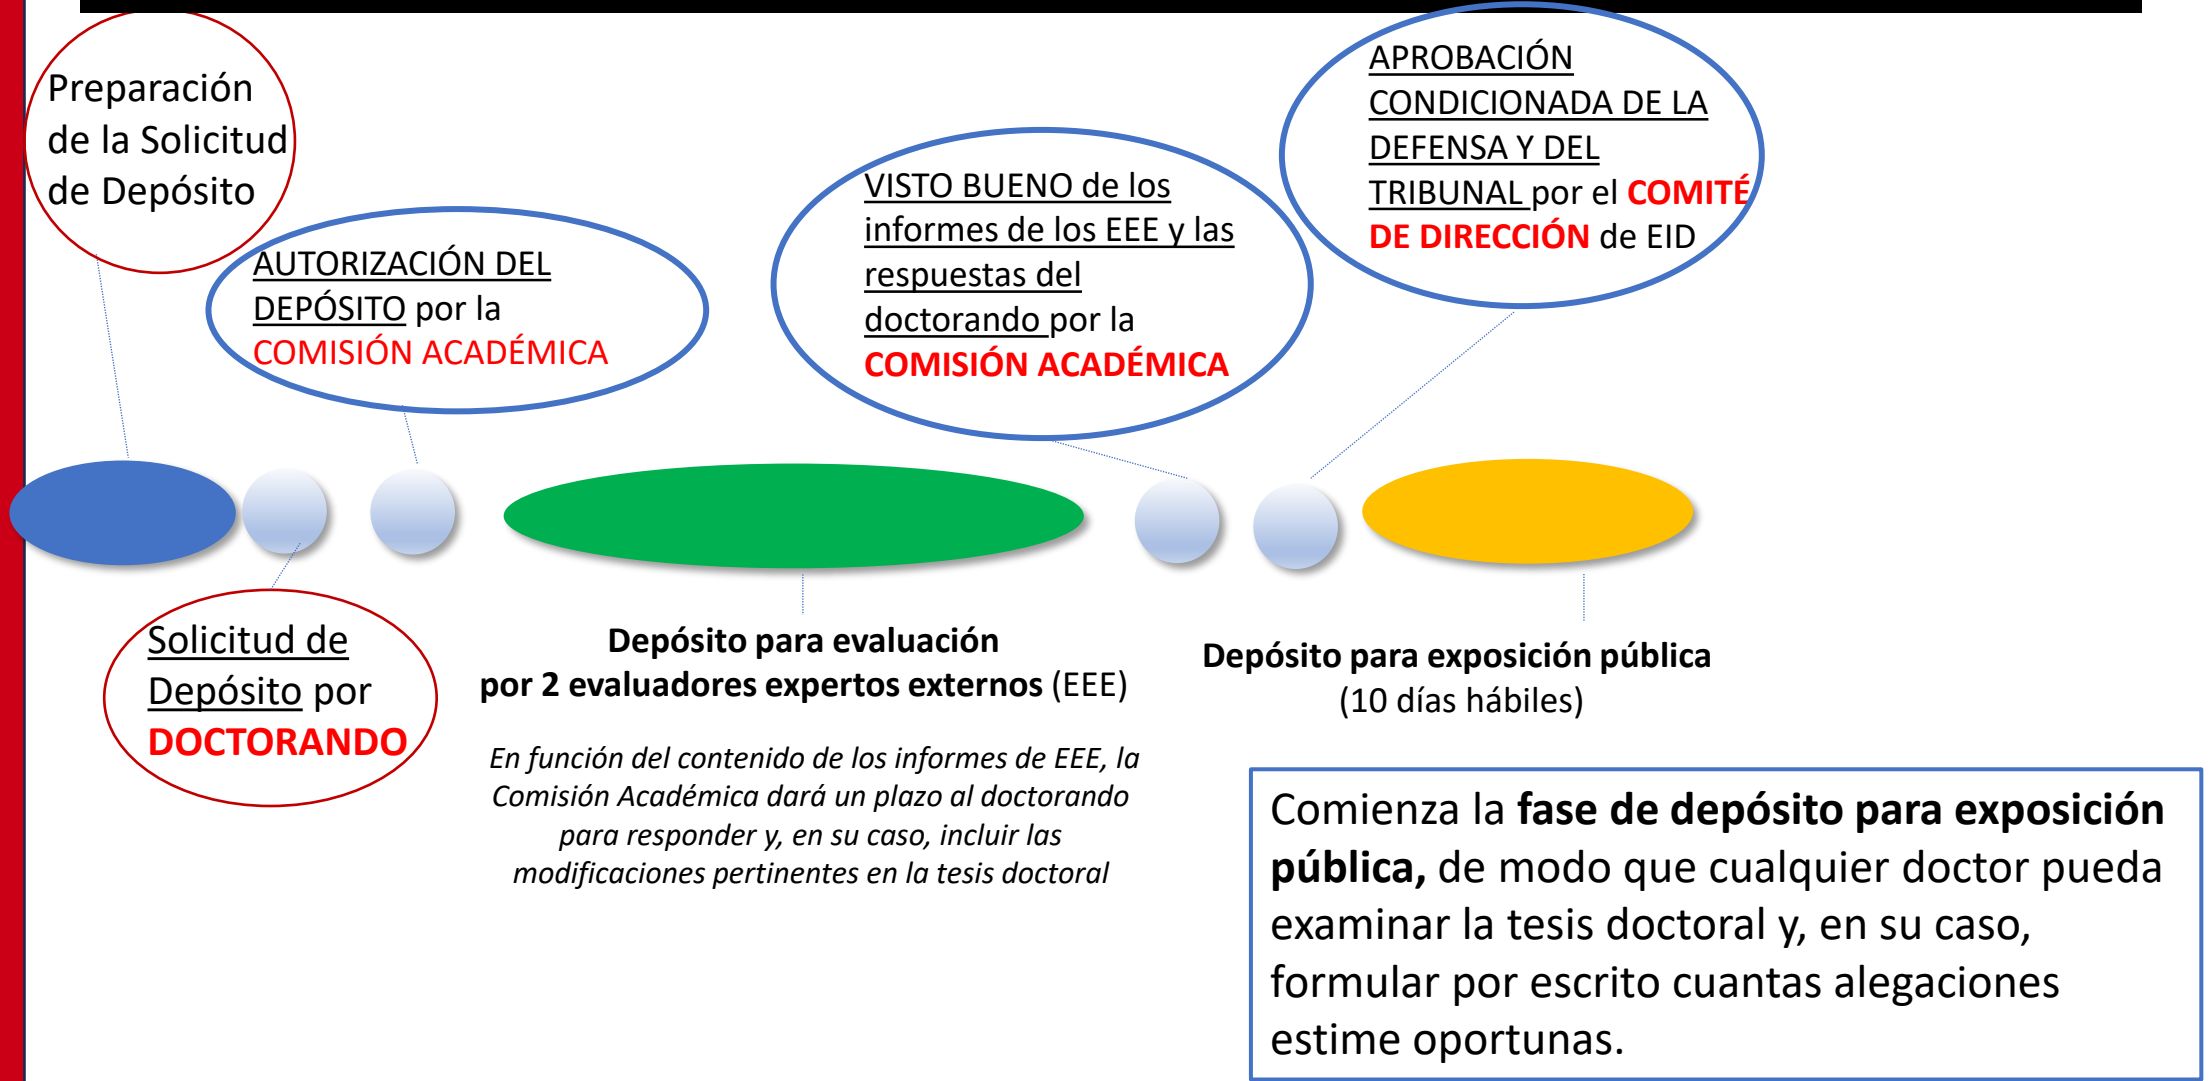 Preparación
de la Solicitud
de Depósito
AUTORIZACIÓN DEL
DEPÓSITO por la
COMISIÓN ACADÉMICA
VISTO BUENO de los
informes de los EEE y las
respuestas del
doctorando por la
COMISIÓN ACADÉMICA
APROBACIÓN
CONDICIONADA DE LA
DEFENSA Y DEL
TRIBUNAL por el COMITÉ
DE DIRECCIÓN de EID
Solicitud de
Depósito por
DOCTORANDO
Depósito para evaluación
por 2 evaluadores expertos externos (EEE)
En función del contenido de los informes de EEE, la
Comisión Académica dará un plazo al doctorando
para responder y, en su caso, incluir las
modificaciones pertinentes en la tesis doctoral
Depósito para exposición pública
(10 días hábiles)
Comienza la fase de depósito para exposición
pública, de modo que cualquier doctor pueda
examinar la tesis doctoral y, en su caso,
formular por escrito cuantas alegaciones
estime oportunas.